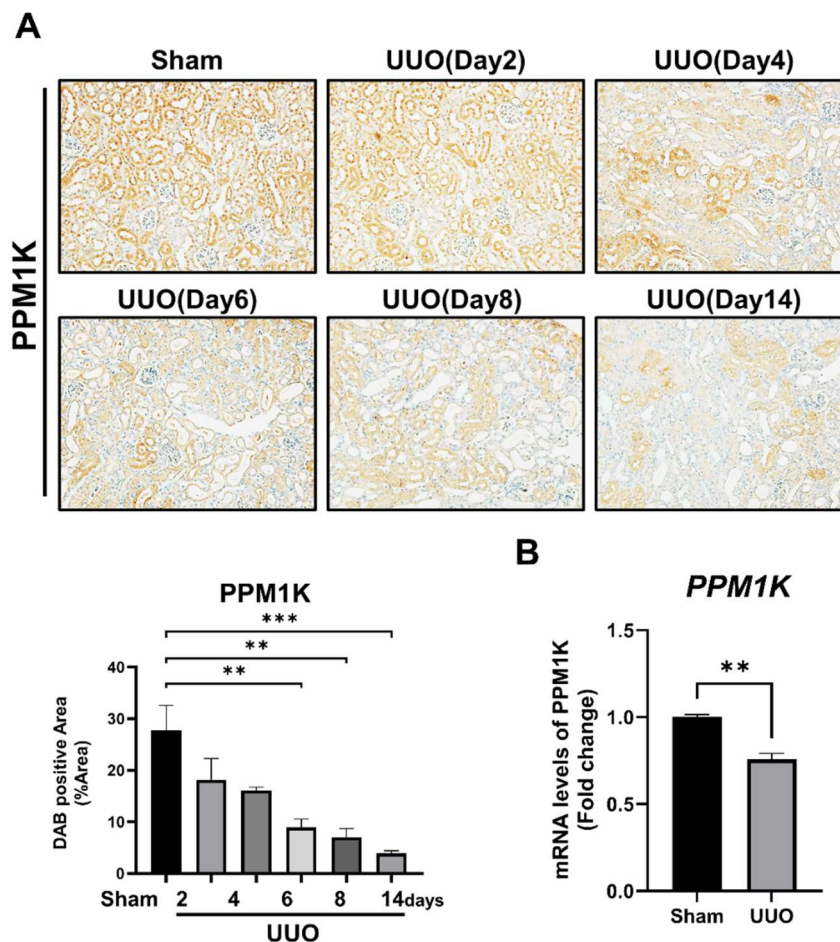 A
Sham UUO(Day2) UUO(Day4)
PPM1K
UUO(Day6) UUO(Day8) UUO(Day14)
PPM1K
***
**
**
DAB positive Area
(%Area)
40
30
20
10
0
Sham 2 4 6 8 14days
UUO
B
PPM1K
**
mRNA levels of PPM1K
(Fold change)
1.5
1.0
0.5
0.0
Sham UUO